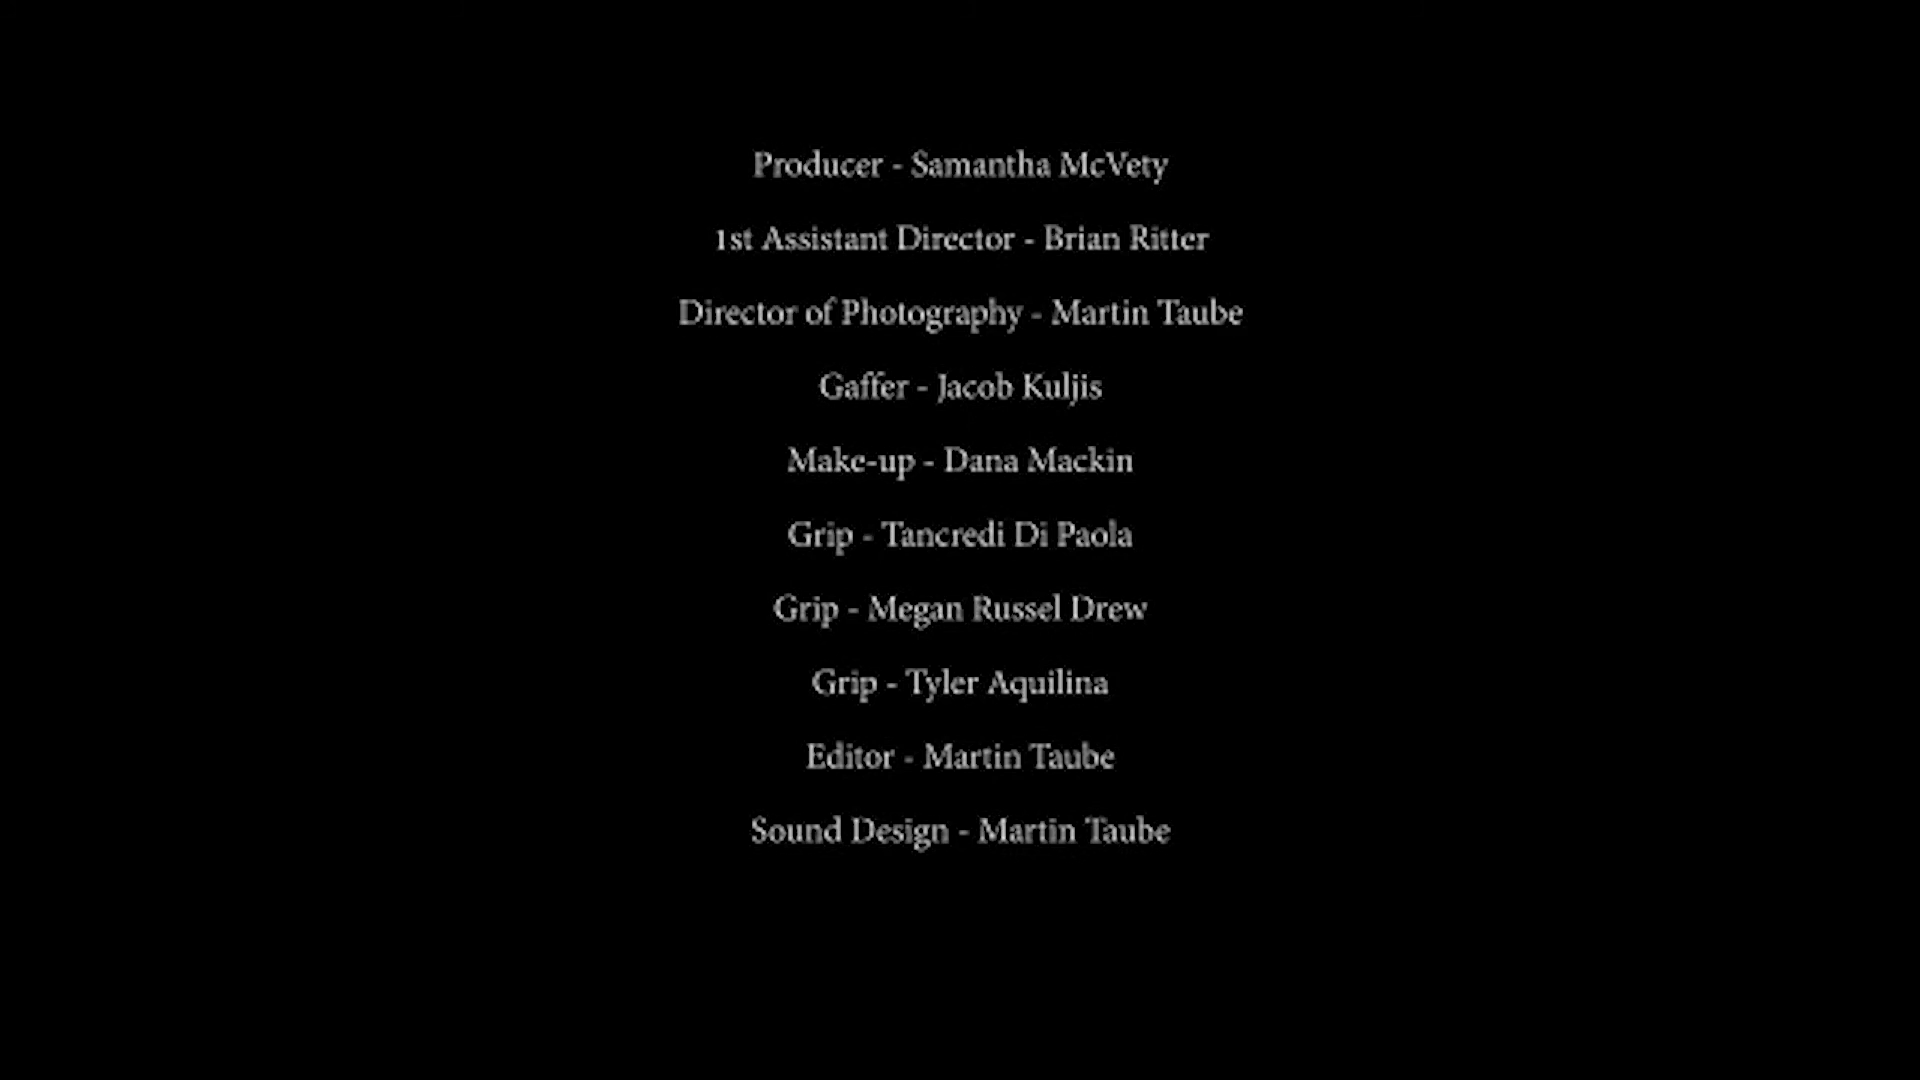 Producer - Samantha McVety
1st Assistant Director - Brian Ritter
Director of Photography - Martin Taube
Gaffer - Jacob Kuljis
Make-up - Dana Mackin
Grip - Tancredi Di Paola
Grip - Megan Russel Drew
Grip - Tyler Aquilina
Editor - Martin Taube
Sound Design - Martin Taube